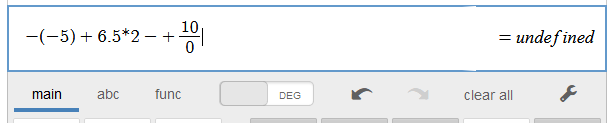 −(−5) + 6.5*2 − + 10/0 = undefined
main abc func DEG clear all